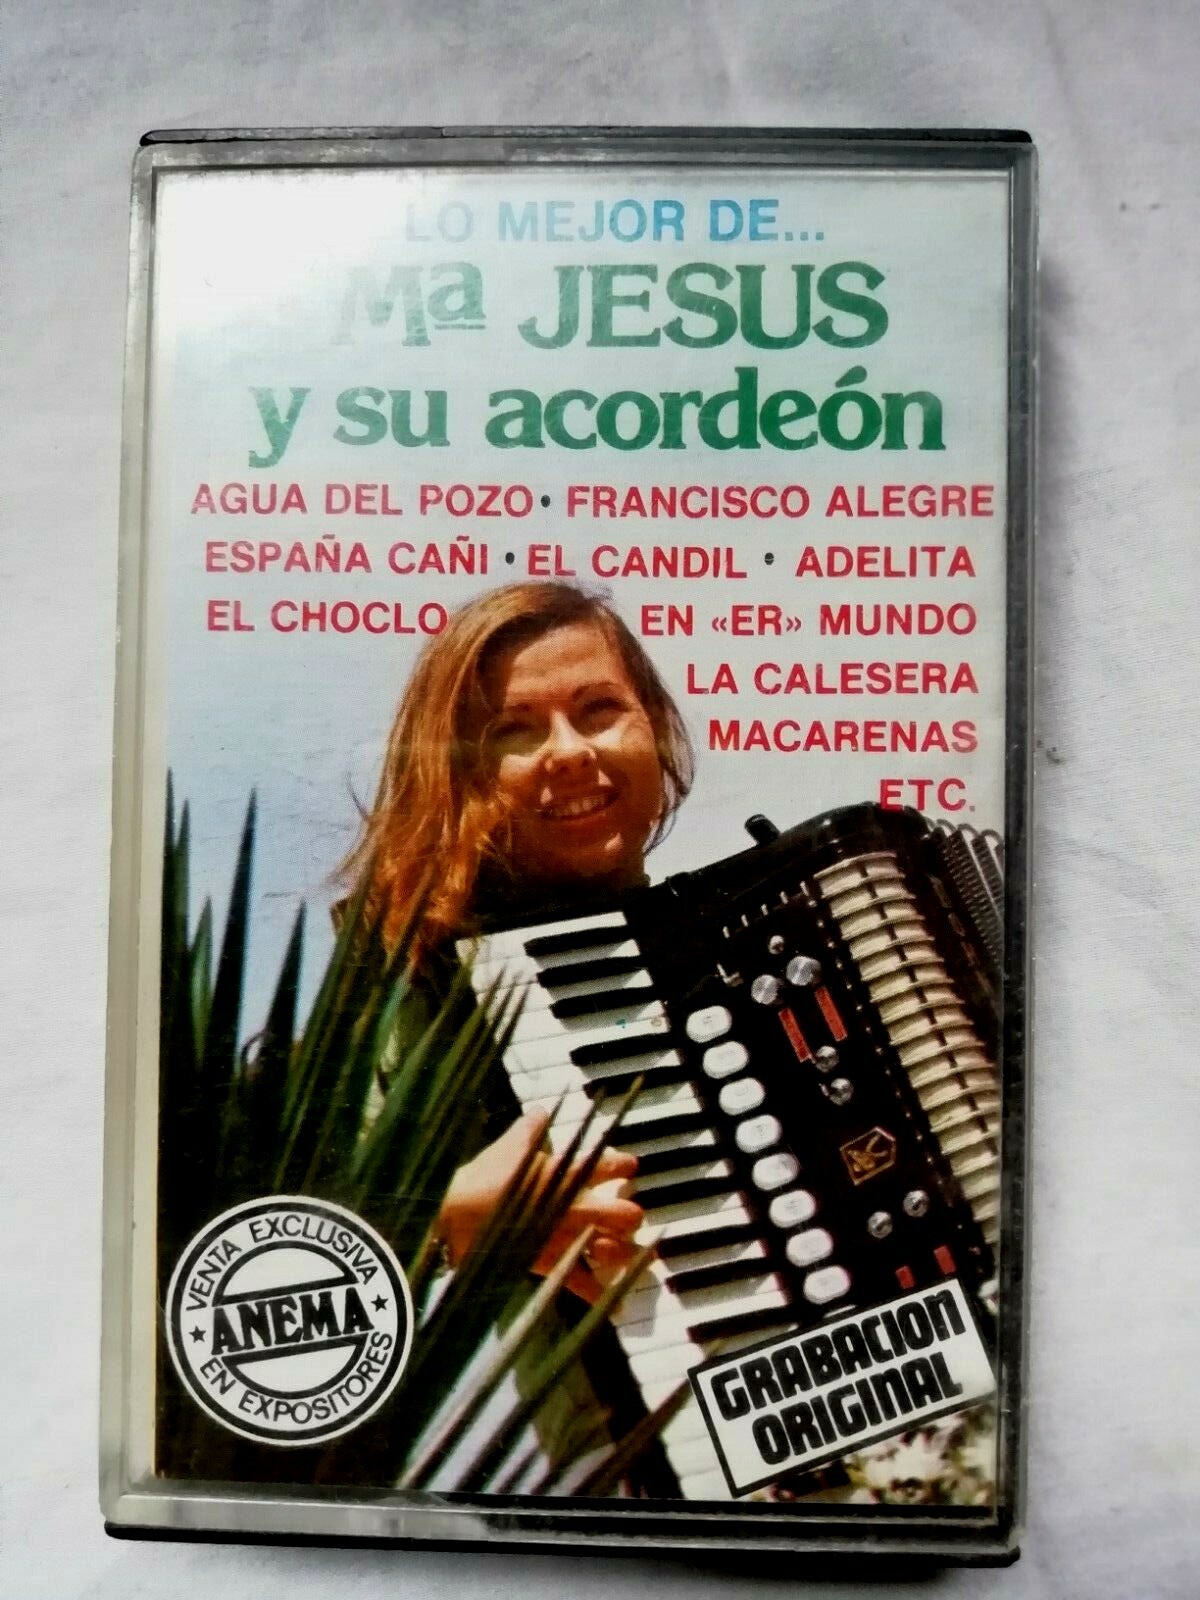 LO MEJOR DE...
Mª JESUS
y su acordeón
AGUA DEL POZO • FRANCISCO ALEGRE
ESPAÑA CAÑI • EL CANDIL • ADELITA
EL CHOCLO EN «ER» MUNDO
LA CALESERA
MACARENAS
ETC.
VENTA EXCLUSIVA
ANEMA
EN EXPOSITORES
GRABACION
ORIGINAL